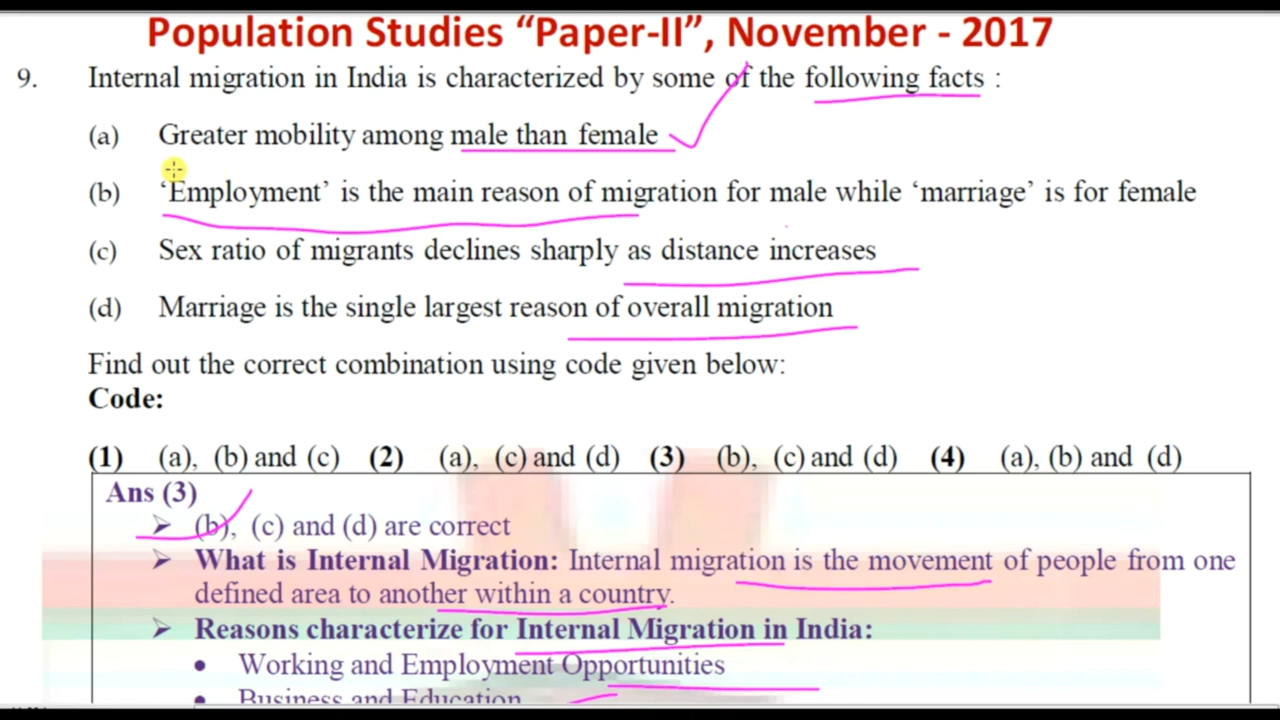 Population Studies “Paper-II”, November - 2017
9. Internal migration in India is characterized by some of the following facts :
(a) Greater mobility among male than female
(b) ‘Employment’ is the main reason of migration for male while ‘marriage’ is for female
(c) Sex ratio of migrants declines sharply as distance increases
(d) Marriage is the single largest reason of overall migration
Find out the correct combination using code given below:
Code:
(1) (a), (b) and (c) (2) (a), (c) and (d) (3) (b), (c) and (d) (4) (a), (b) and (d)
Ans (3)
➢ (b), (c) and (d) are correct
➢ What is Internal Migration: Internal migration is the movement of people from one
defined area to another within a country.
➢ Reasons characterize for Internal Migration in India:
• Working and Employment Opportunities
• Business and Education